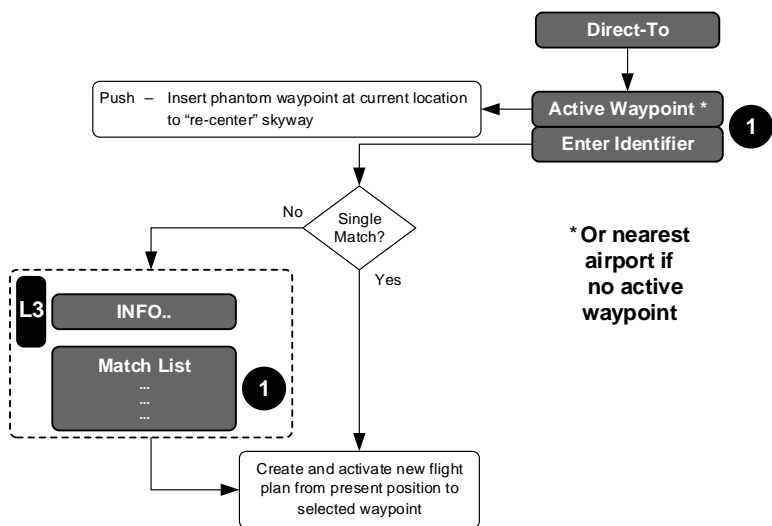 Direct-To
Push – Insert phantom waypoint at current location
to “re-center” skyway
Active Waypoint *
Enter Identifier
1
No
Single
Match?
Yes
* Or nearest
airport if
no active
waypoint
L3
INFO..
Match List
...
...
...
1
Create and activate new flight
plan from present position to
selected waypoint